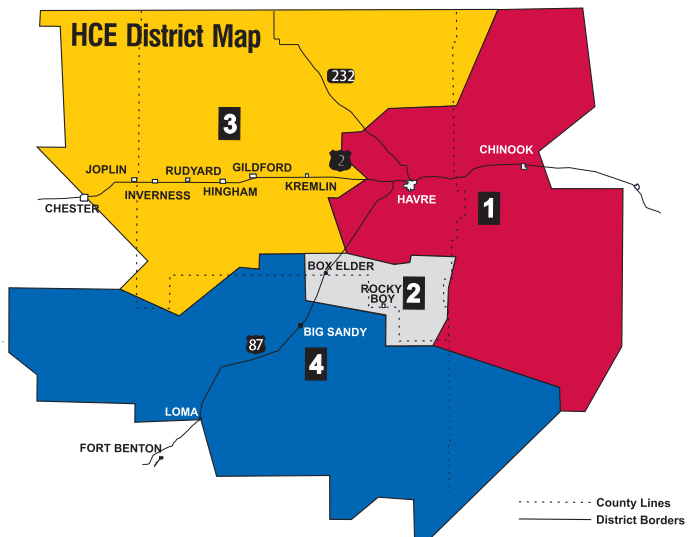 HCE District Map
232
3
2
CHINOOK
JOPLIN
RUDYARD
GILDFORD
INVERNESS
HINGHAM
KREMLIN
CHESTER
HAVRE
1
BOX ELDER
ROCKY
BOY
2
BIG SANDY
87
4
LOMA
FORT BENTON
County Lines
District Borders